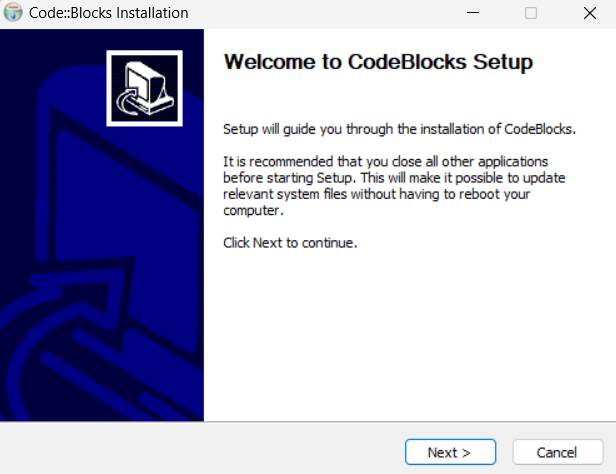 Code::Blocks Installation
Welcome to CodeBlocks Setup
Setup will guide you through the installation of CodeBlocks.
It is recommended that you close all other applications
before starting Setup. This will make it possible to update
relevant system files without having to reboot your
computer.
Click Next to continue.
Next >
Cancel